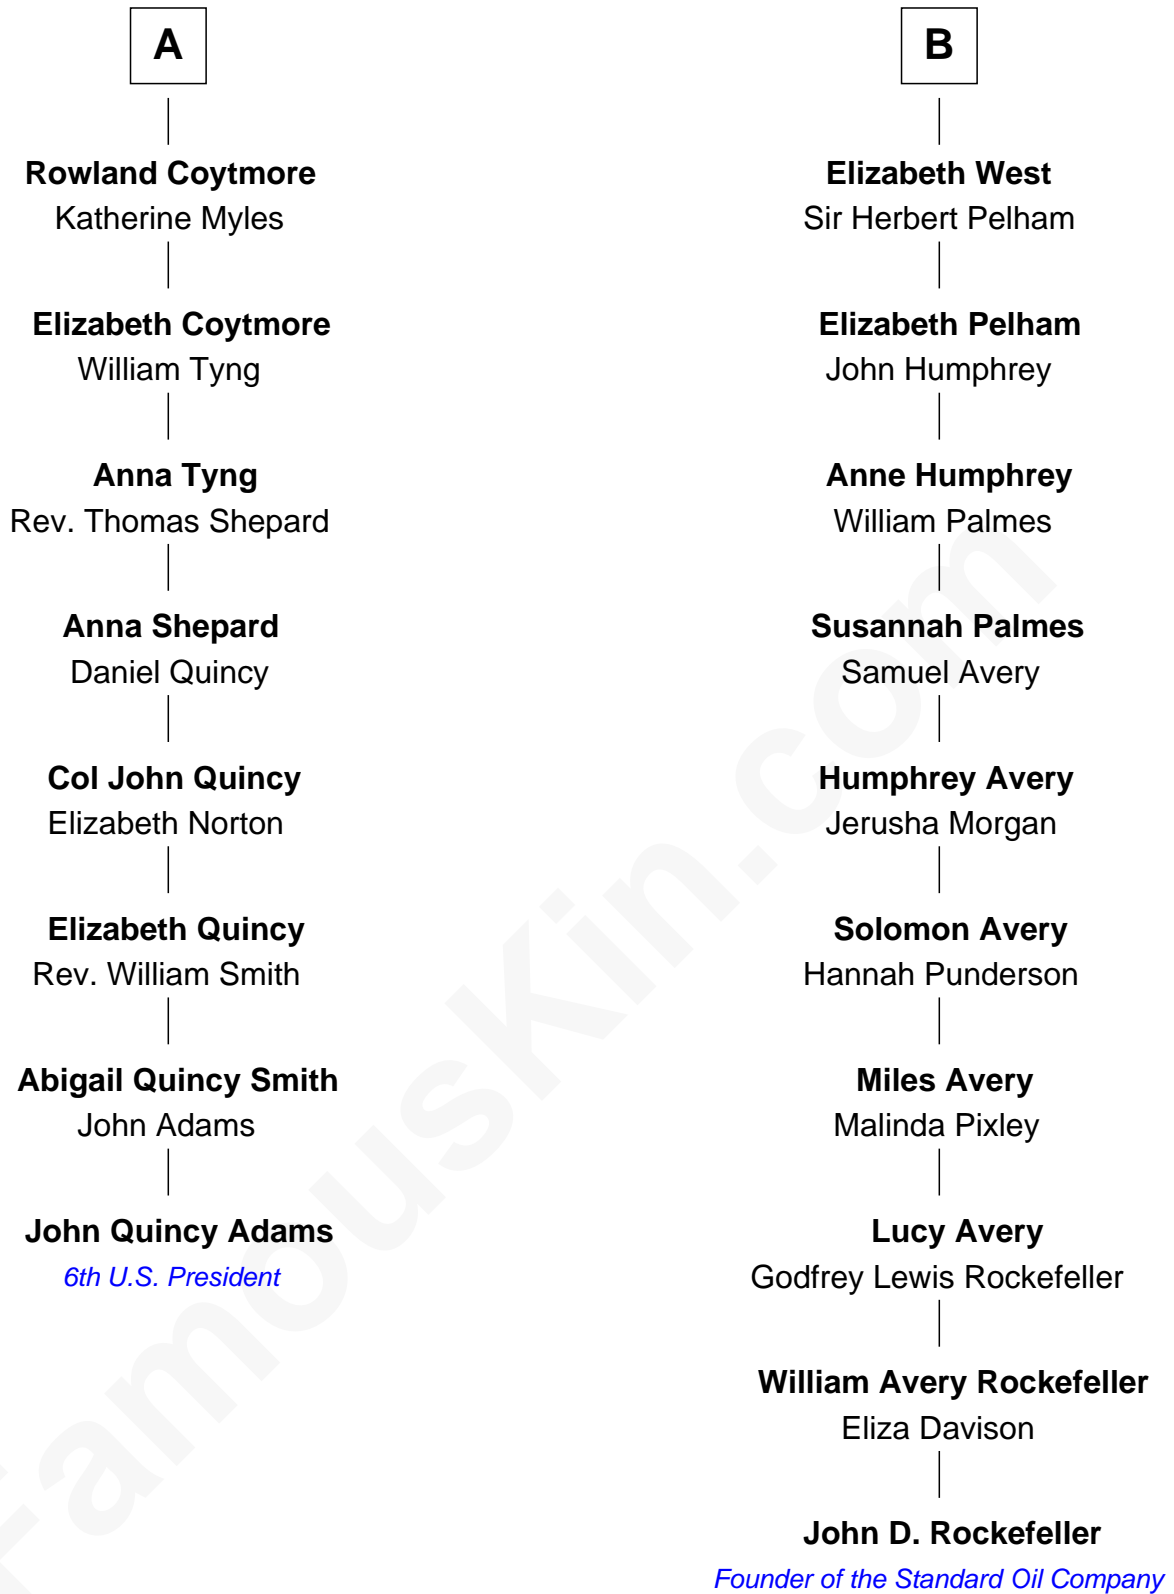 A
Rowland Coytmore
Katherine Myles
Elizabeth Coytmore
William Tyng
Anna Tyng
Rev. Thomas Shepard
Anna Shepard
Daniel Quincy
Col John Quincy
Elizabeth Norton
Elizabeth Quincy
Rev. William Smith
Abigail Quincy Smith
John Adams
John Quincy Adams
6th U.S. President
B
Elizabeth West
Sir Herbert Pelham
Elizabeth Pelham
John Humphrey
Anne Humphrey
William Palmes
Susannah Palmes
Samuel Avery
Humphrey Avery
Jerusha Morgan
Solomon Avery
Hannah Punderson
Miles Avery
Malinda Pixley
Lucy Avery
Godfrey Lewis Rockefeller
William Avery Rockefeller
Eliza Davison
John D. Rockefeller
Founder of the Standard Oil Company
FamousKin.com